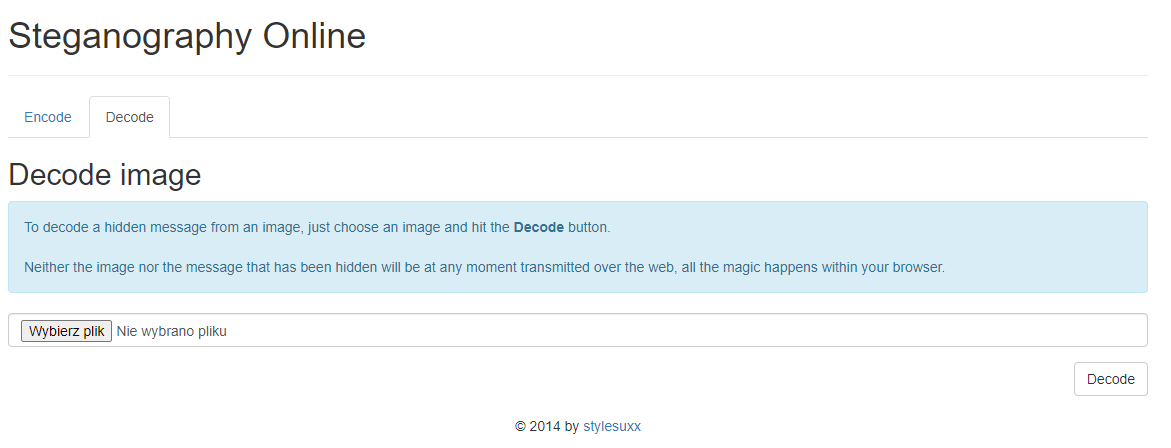 Steganography Online
Encode
Decode
Decode image
To decode a hidden message from an image, just choose an image and hit the Decode button.
Neither the image nor the message that has been hidden will be at any moment transmitted over the web, all the magic happens within your browser.
Wybierz plik Nie wybrano pliku
Decode
© 2014 by stylesuxx